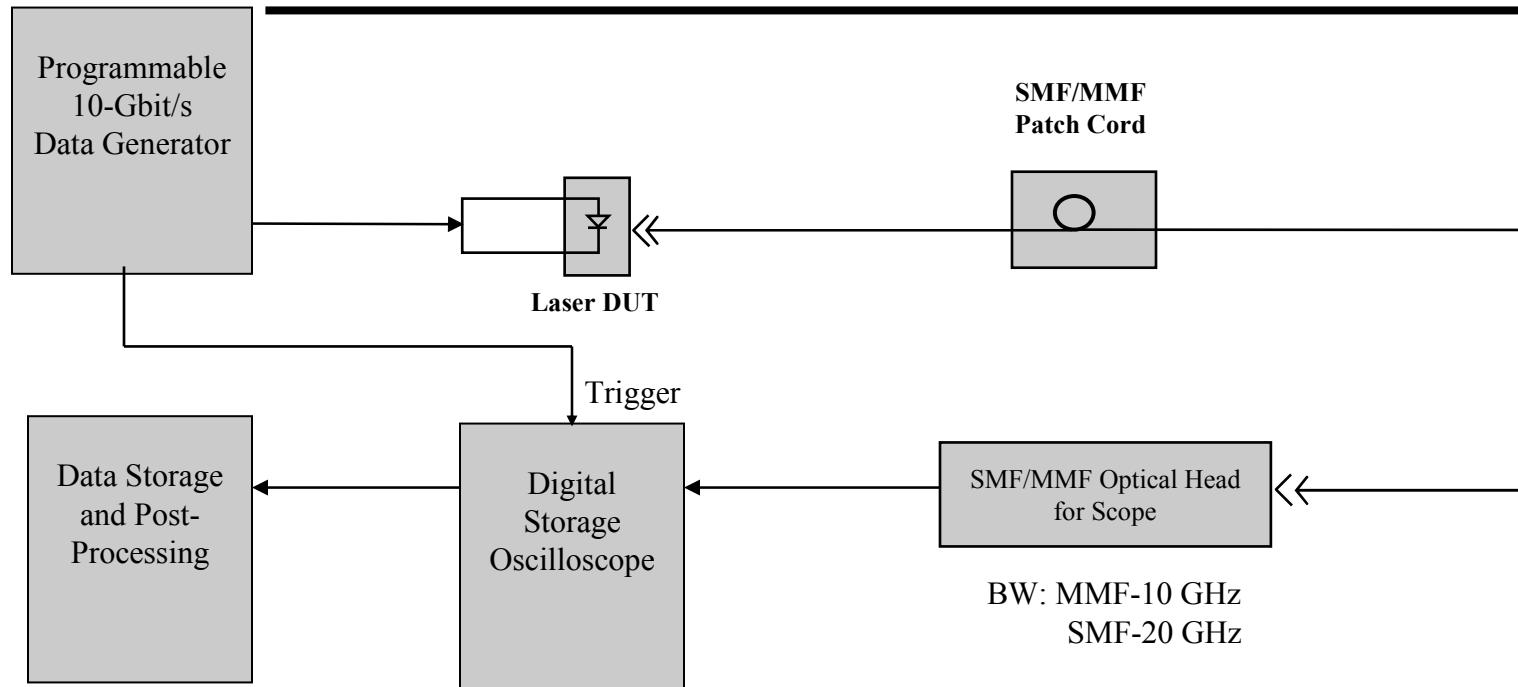 Programmable
10-Gbit/s
Data Generator
SMF/MMF
Patch Cord
Laser DUT
Trigger
Data Storage
and Post-
Processing
Digital
Storage
Oscilloscope
SMF/MMF Optical Head
for Scope
BW: MMF-10 GHz
SMF-20 GHz